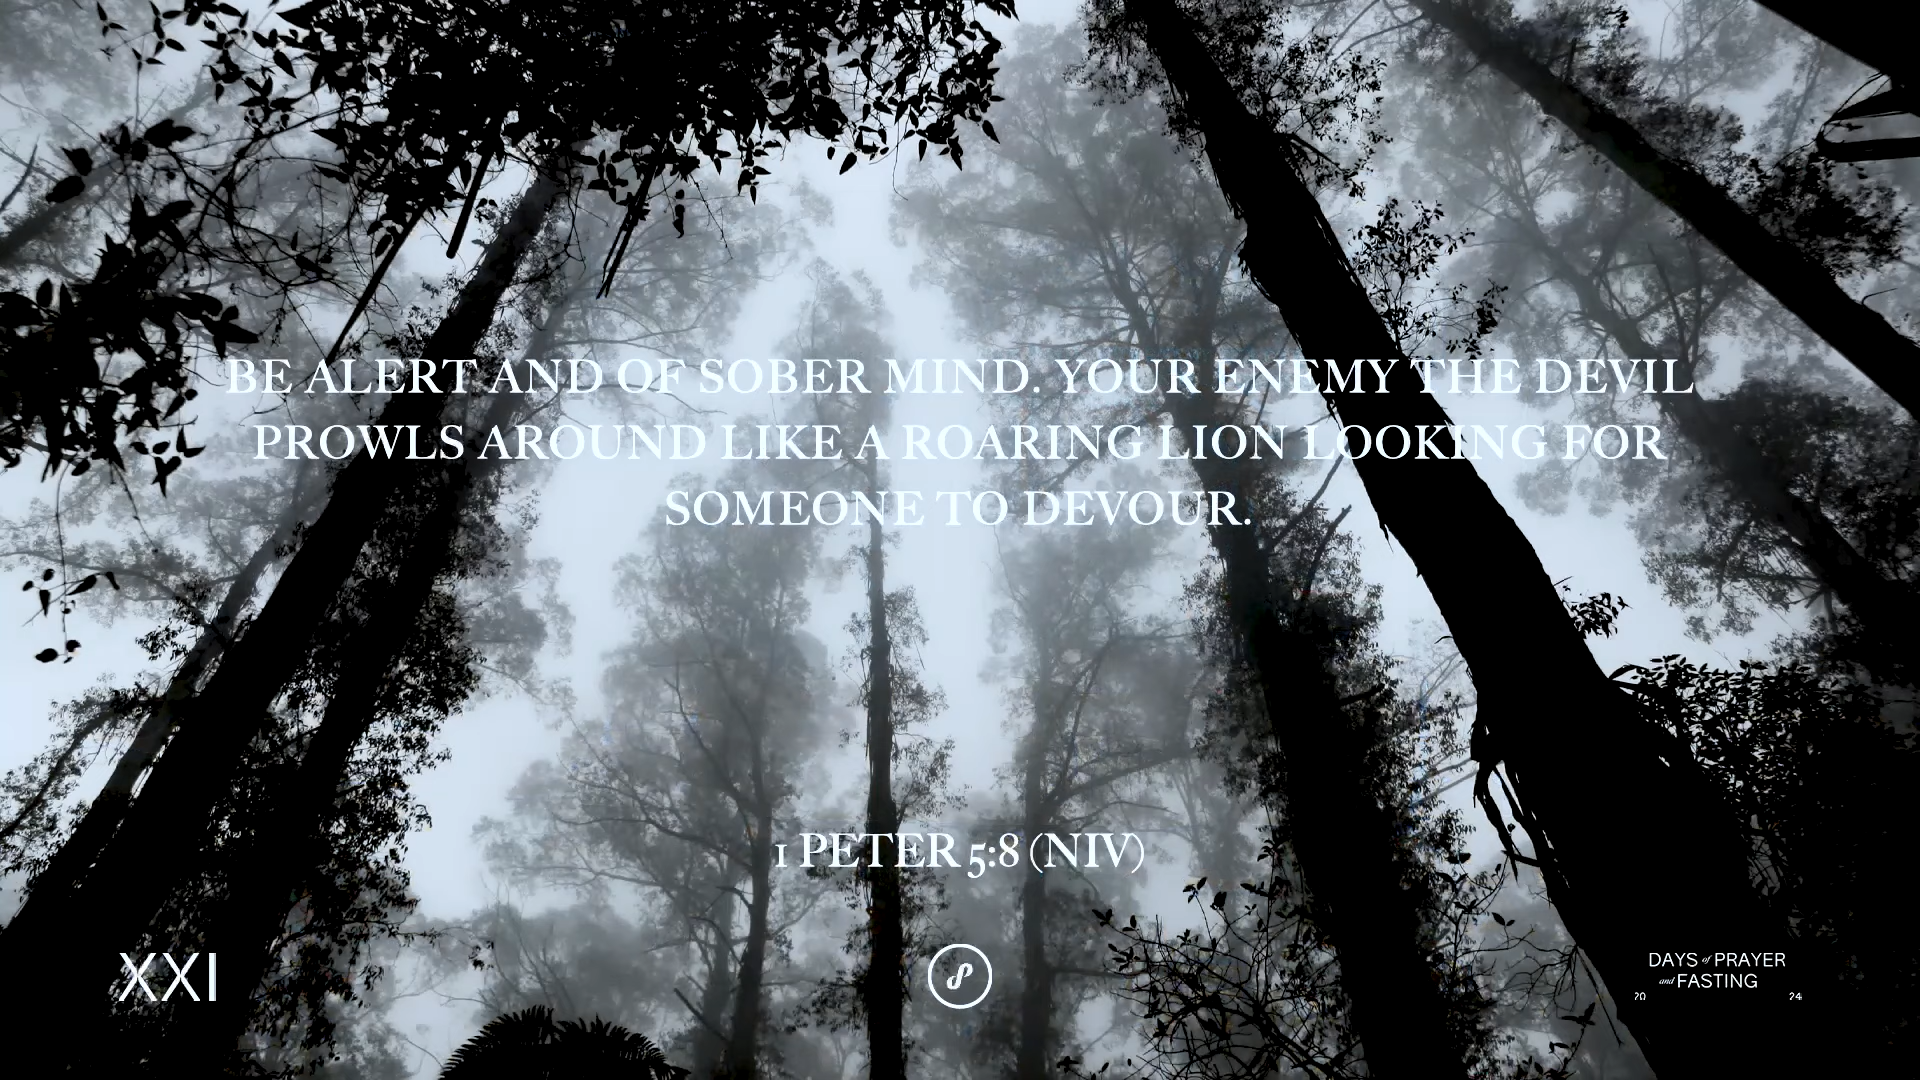 BE ALERT AND OF SOBER MIND. YOUR ENEMY THE DEVIL
PROWLS AROUND LIKE A ROARING LION LOOKING FOR
SOMEONE TO DEVOUR.
1 PETER 5:8 (NIV)
XXI
DAYS of PRAYER
and FASTING
20 24